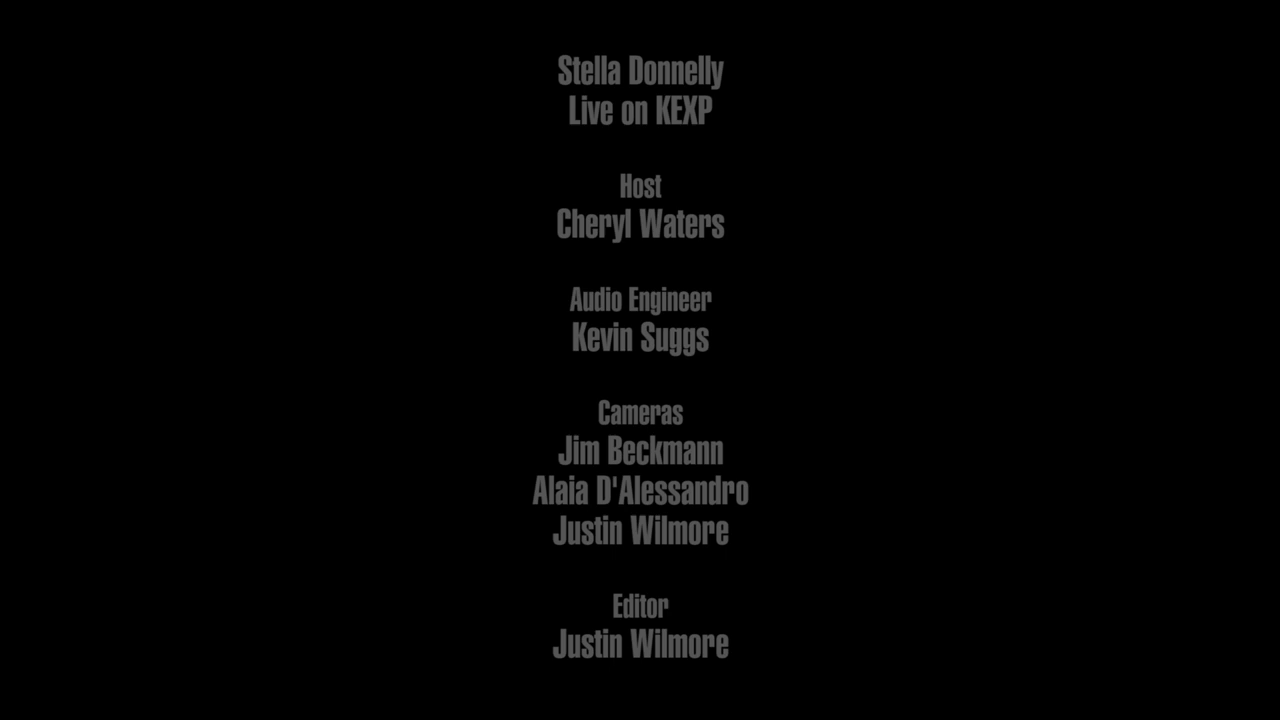 Stella Donnelly
Live on KEXP
Host
Cheryl Waters
Audio Engineer
Kevin Suggs
Cameras
Jim Beckmann
Alaia D'Alessandro
Justin Wilmore
Editor
Justin Wilmore